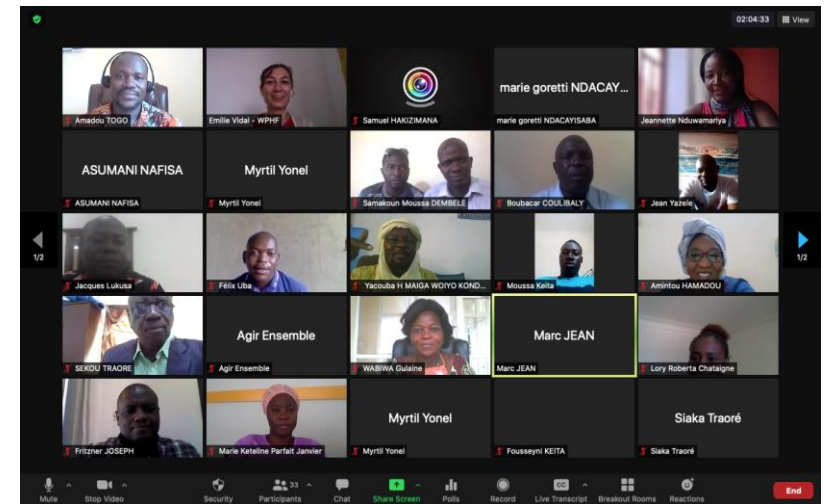 02:04:33 View
Amadou TOGO
Emilie Vidal - WPHF
Samuel HAKIZIMANA
marie goretti NDACAY...
marie goretti NDACAYISABA
Jeannette Nduwamariya
ASUMANI NAFISA
ASUMANI NAFISA
Myrtil Yonel
Myrtil Yonel
Samakoun Moussa DEMBELE
Boubacar COULIBALY
Jean Yazele
1/2
Jacques Lukusa
Félix Uba
Yacouba H MAIGA WOIYO KOND...
Moussa Keita
Amintou HAMADOU
1/2
SEKOU TRAORE
Agir Ensemble
Agir Ensemble
WABIWA Gulaine
Marc JEAN
Marc JEAN
Lory Roberta Chataigne
Fritzner JOSEPH
Marie Keteline Parfait Janvier
Myrtil Yonel
Myrtil Yonel
Fousseyni KEITA
Siaka Traoré
Siaka Traoré
Mute
Stop Video
Security
33
Participants
Chat
Share Screen
Polls
Record
CC
Live Transcript
Breakout Rooms
Reactions
End